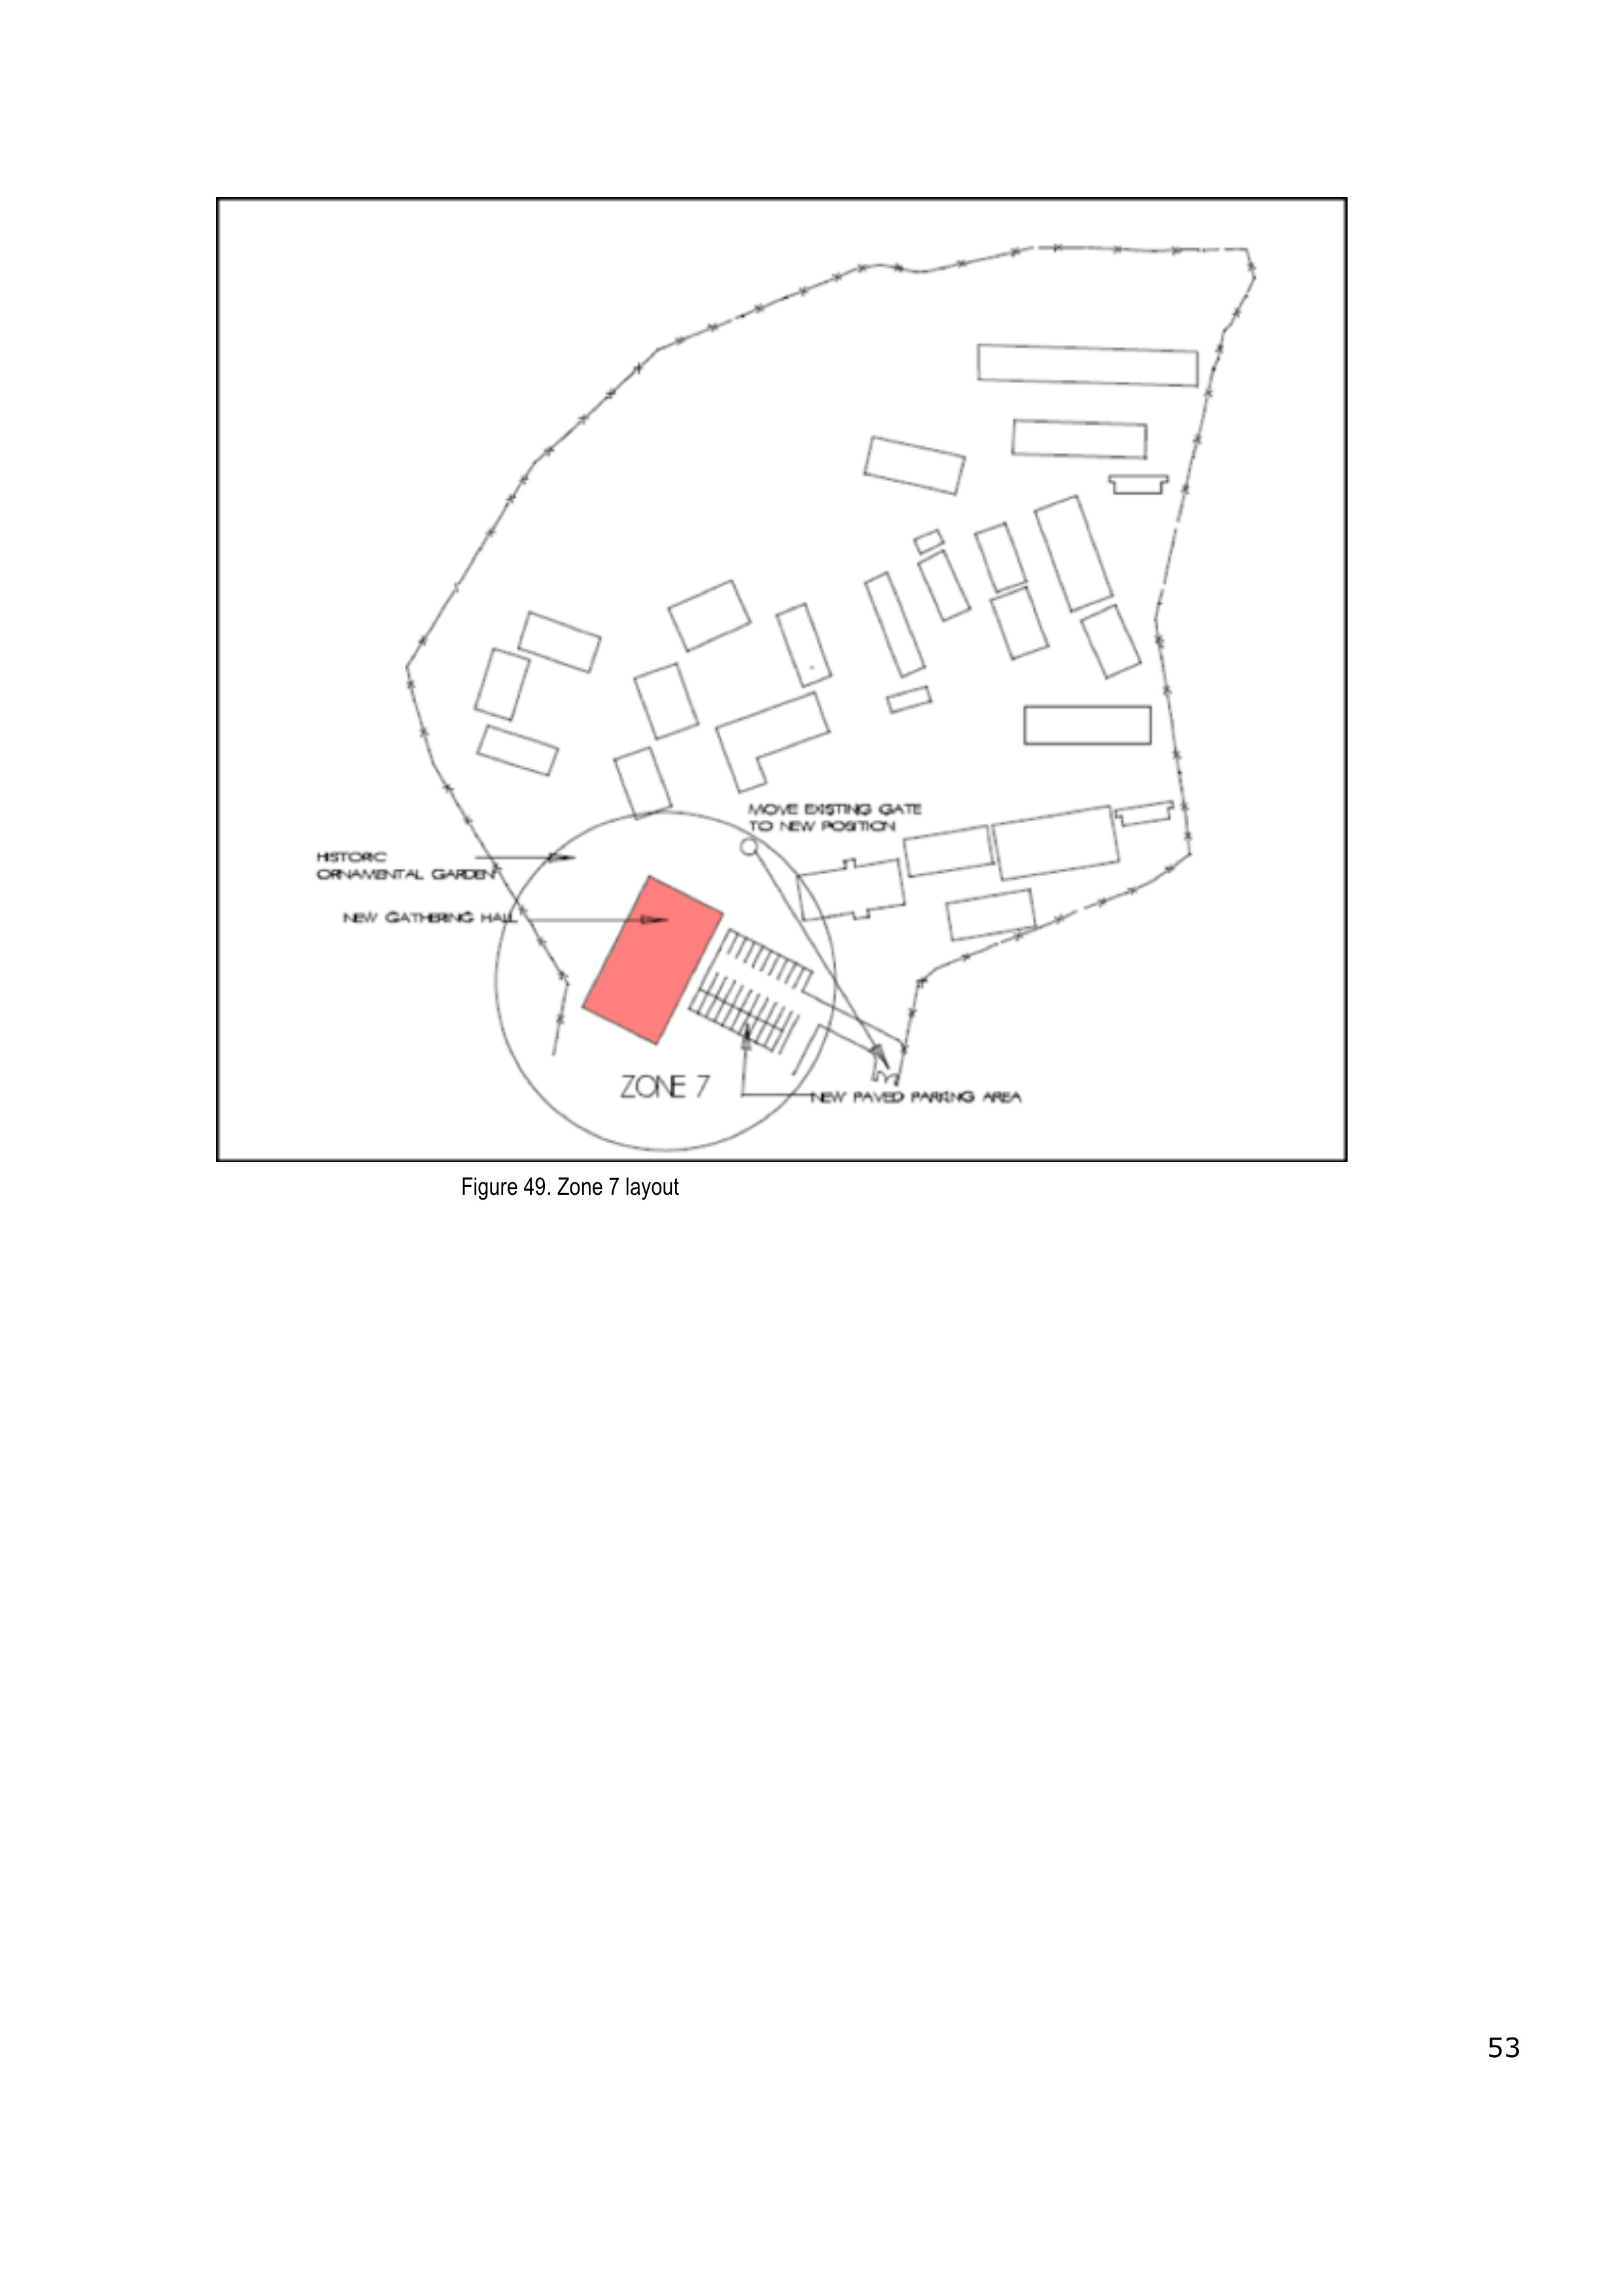 MOVE EXISTING GATE
TO NEW POSITION
HISTORIC
ORNAMENTAL GARDEN
NEW GATHERING HALL
ZONE 7
NEW PAVED PARKING AREA
Figure 49. Zone 7 layout
53